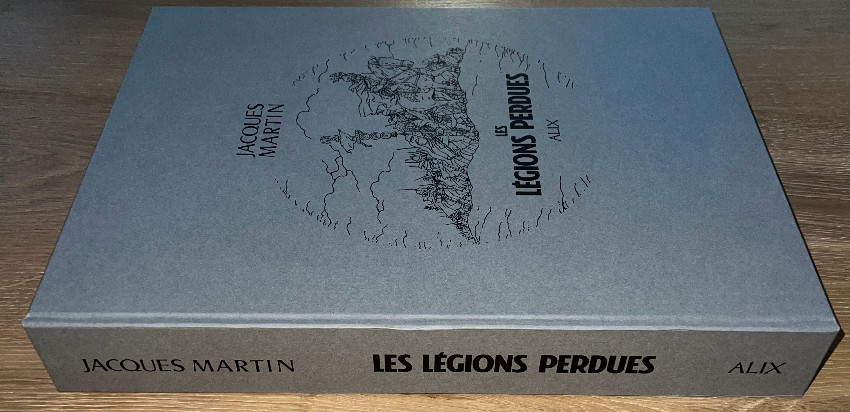 JACQUES
MARTIN
LES
LÉGIONS PERDUES
ALIX
JACQUES MARTIN LES LÉGIONS PERDUES ALIX